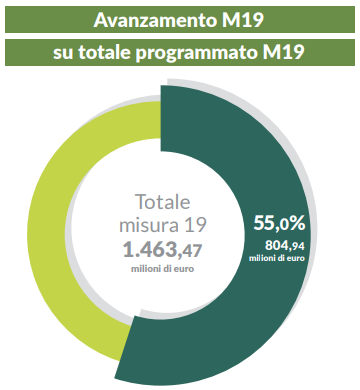 Avanzamento M19
su totale programmato M19
Totale
misura 19
1.463,47
milioni di euro
55,0%
804,94
milioni di euro